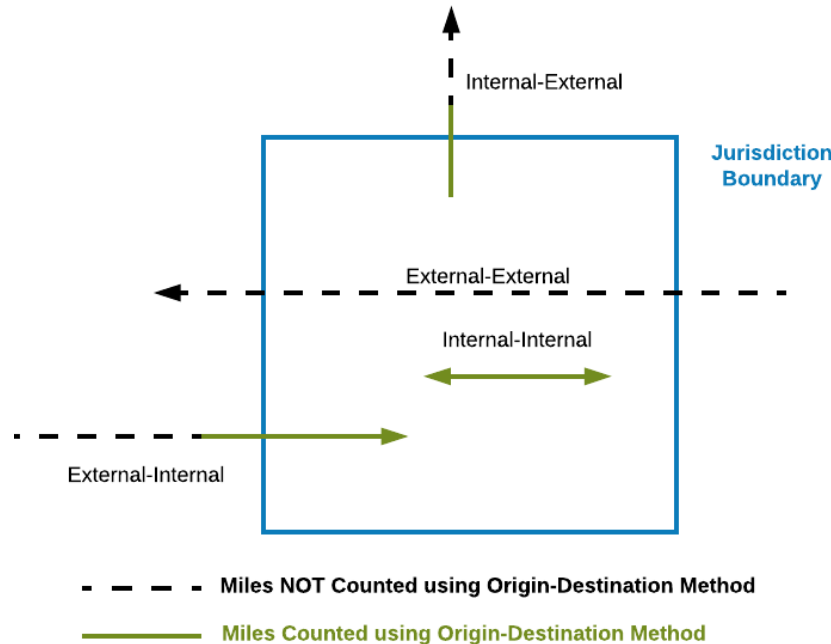 Internal-External
Jurisdiction
Boundary
External-External
Internal-Internal
External-Internal
Miles NOT Counted using Origin-Destination Method
Miles Counted using Origin-Destination Method